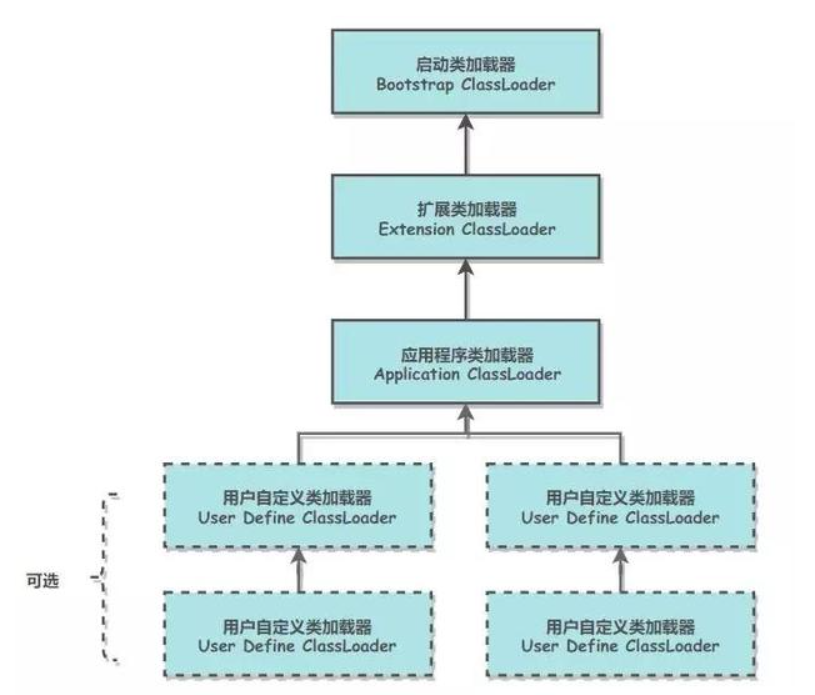 启动类加载器
Bootstrap ClassLoader
扩展类加载器
Extension ClassLoader
应用程序类加载器
Application ClassLoader
用户自定义类加载器
User Define ClassLoader
用户自定义类加载器
User Define ClassLoader
可选
用户自定义类加载器
User Define ClassLoader
用户自定义类加载器
User Define ClassLoader